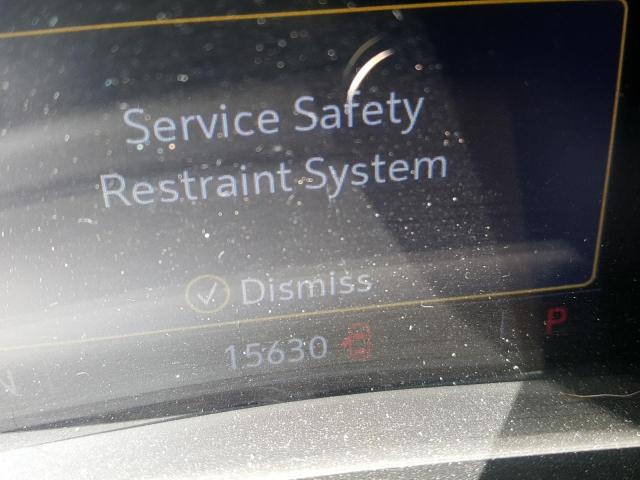 Service Safety
Restraint System
Dismiss
N
15630
P